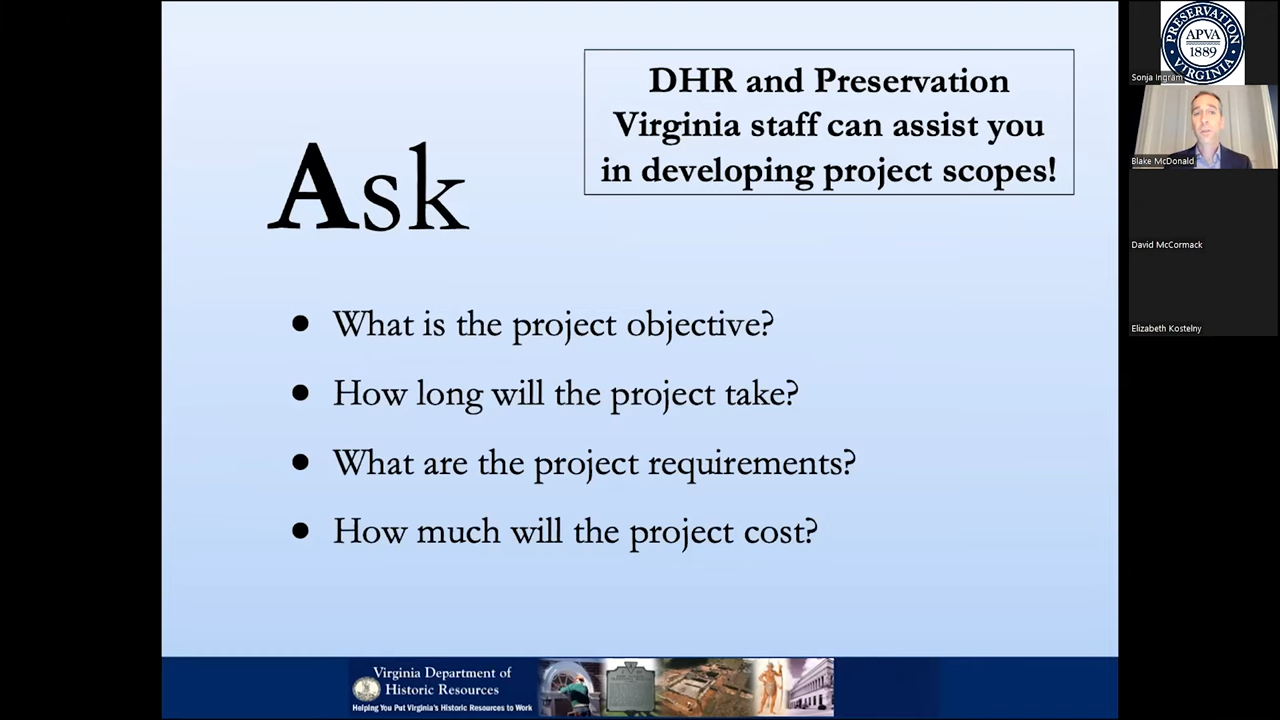 DHR and Preservation
Virginia staff can assist you
in developing project scopes!
Ask
• What is the project objective?
• How long will the project take?
• What are the project requirements?
• How much will the project cost?
Virginia Department of
Historic Resources
Helping You Put Virginia's Historic Resources to Work
PRESERVATION
APVA
1889
VIRGINIA
Sonja Ingram
Blake McDonald
David McCormack
Elizabeth Kostelny